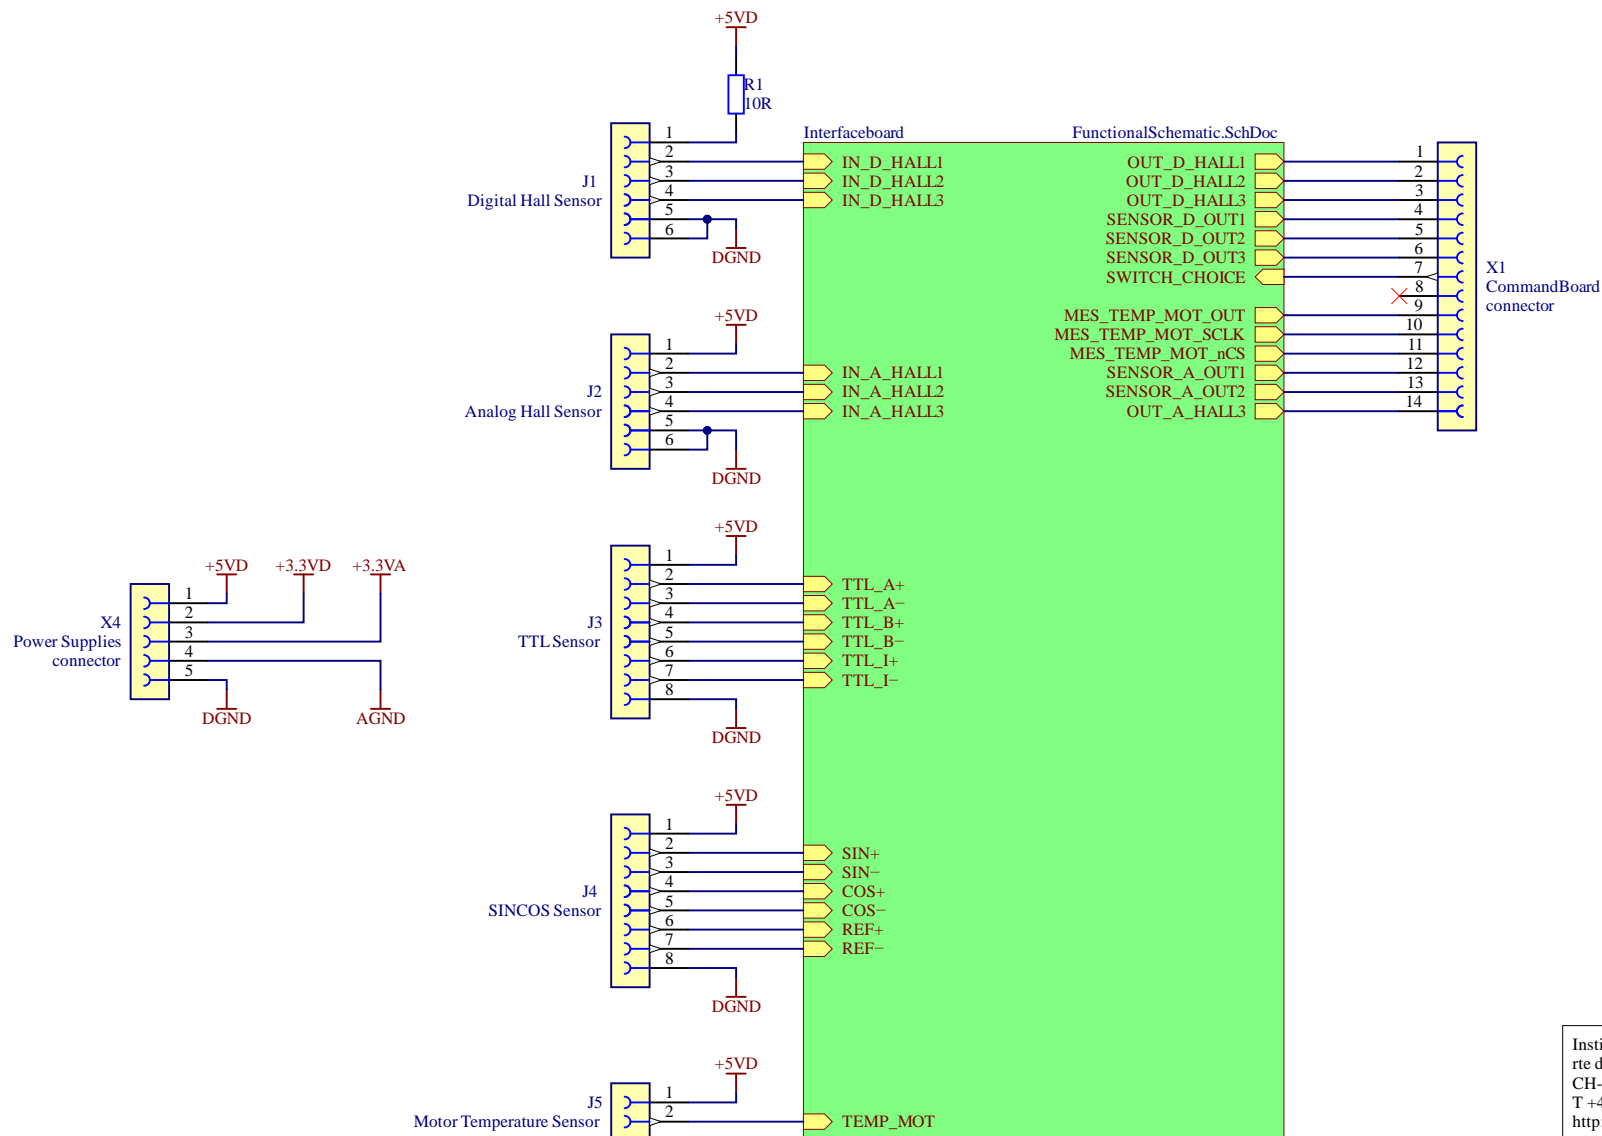 +5VD
R1
10R
Interfaceboard
FunctionalSchematic.SchDoc
J1
Digital Hall Sensor
1
2
3
4
5
6
DGND
IN_D_HALL1
IN_D_HALL2
IN_D_HALL3
OUT_D_HALL1
OUT_D_HALL2
OUT_D_HALL3
SENSOR_D_OUT1
SENSOR_D_OUT2
SENSOR_D_OUT3
SWITCH_CHOICE
MES_TEMP_MOT_OUT
MES_TEMP_MOT_SCLK
MES_TEMP_MOT_nCS
SENSOR_A_OUT1
SENSOR_A_OUT2
OUT_A_HALL3
1
2
3
4
5
6
7
8
9
10
11
12
13
14
X1
CommandBoard
connector
+5VD
J2
Analog Hall Sensor
1
2
3
4
5
6
DGND
IN_A_HALL1
IN_A_HALL2
IN_A_HALL3
+5VD
+3.3VD
+3.3VA
X4
Power Supplies
connector
1
2
3
4
5
DGND
AGND
+5VD
J3
TTL Sensor
1
2
3
4
5
6
7
8
DGND
TTL_A+
TTL_A-
TTL_B+
TTL_B-
TTL_I+
TTL_I-
+5VD
J4
SINCOS Sensor
1
2
3
4
5
6
7
8
DGND
SIN+
SIN-
COS+
COS-
REF+
REF-
+5VD
J5
Motor Temperature Sensor
1
2
TEMP_MOT
Insti
rte d
CH-
T +4
http